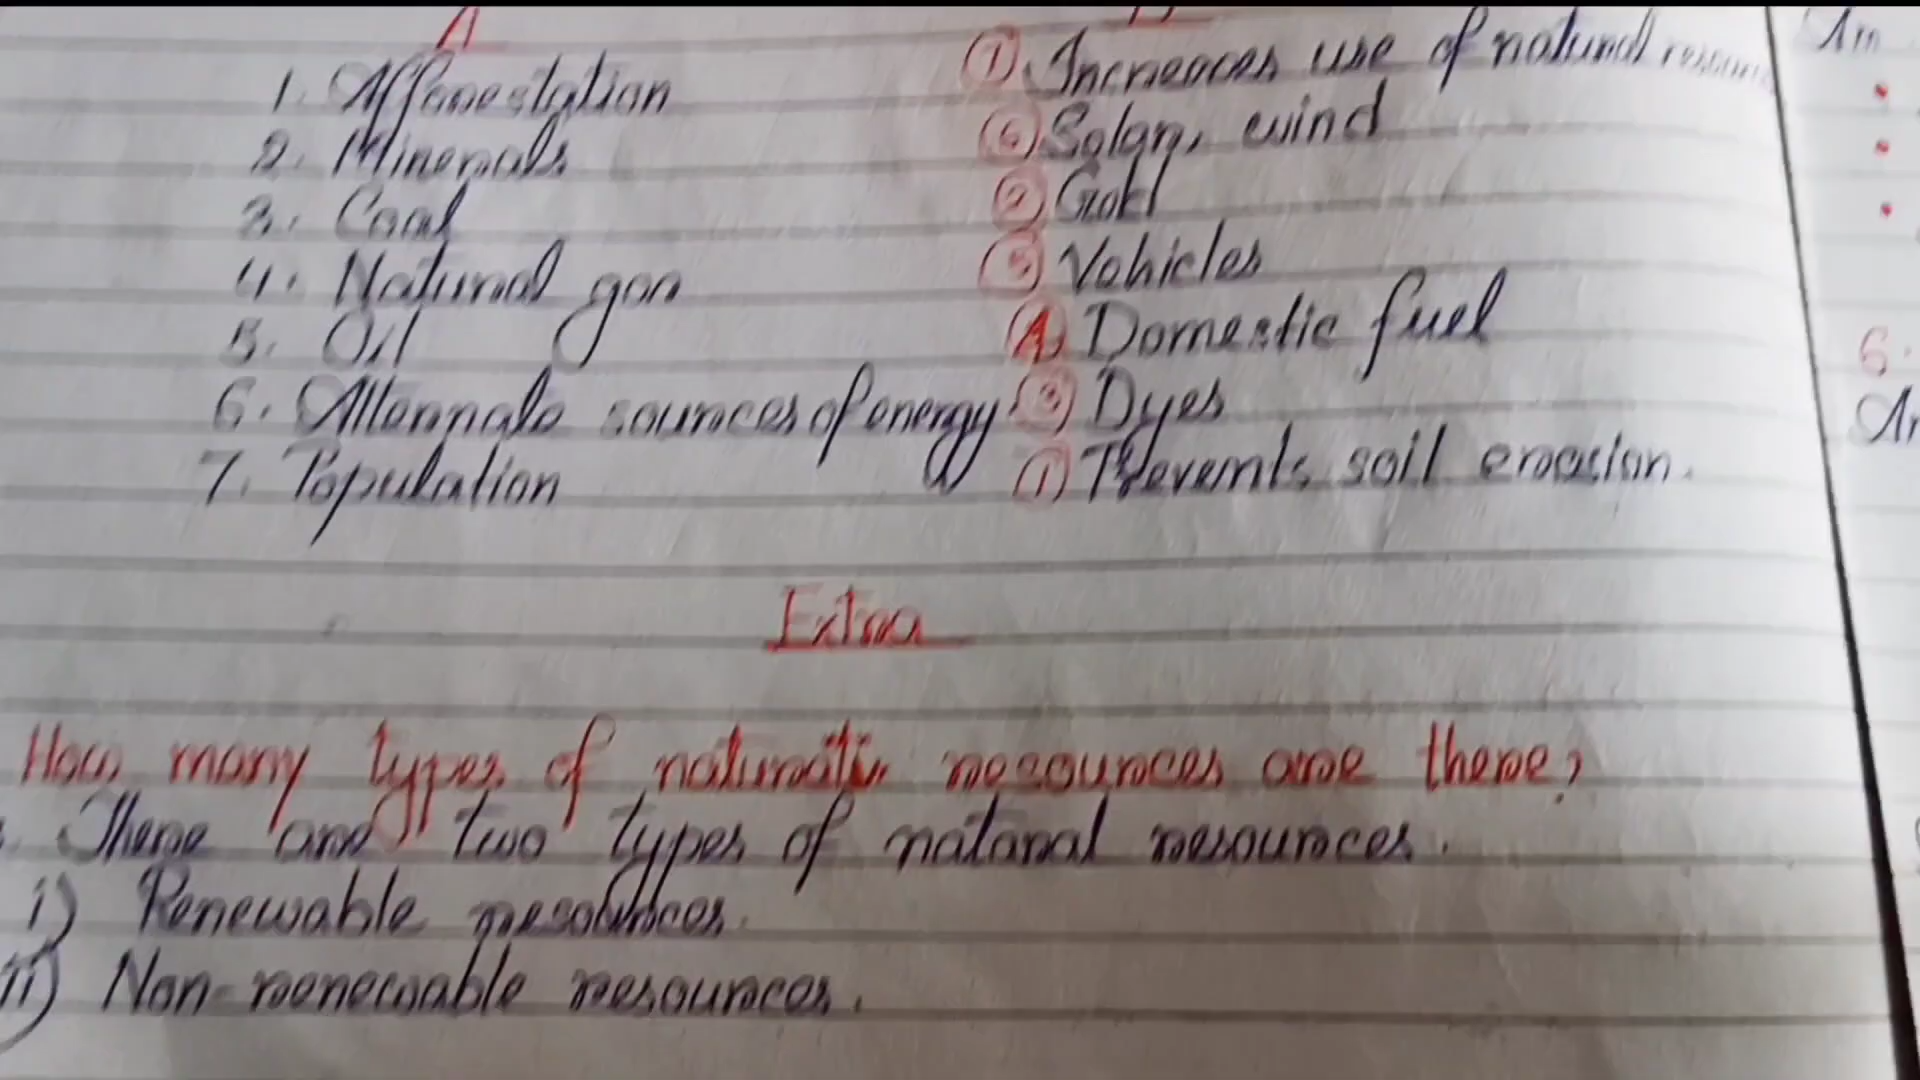 A
1. Afforestation
2. Minerals
3. Coal
4. Natural gas
5. Oil
6. Alternate sources of energy
7. Population
7 Increases use of natural
6 Solar, wind
2 Gold
5 Vehicles
4 Domestic fuel
3 Dyes
1 Prevents soil erosion.
Extra
How many types of natural resources are there?
There are two types of natural resources.
i) Renewable resources.
ii) Non-renewable resources.
6.